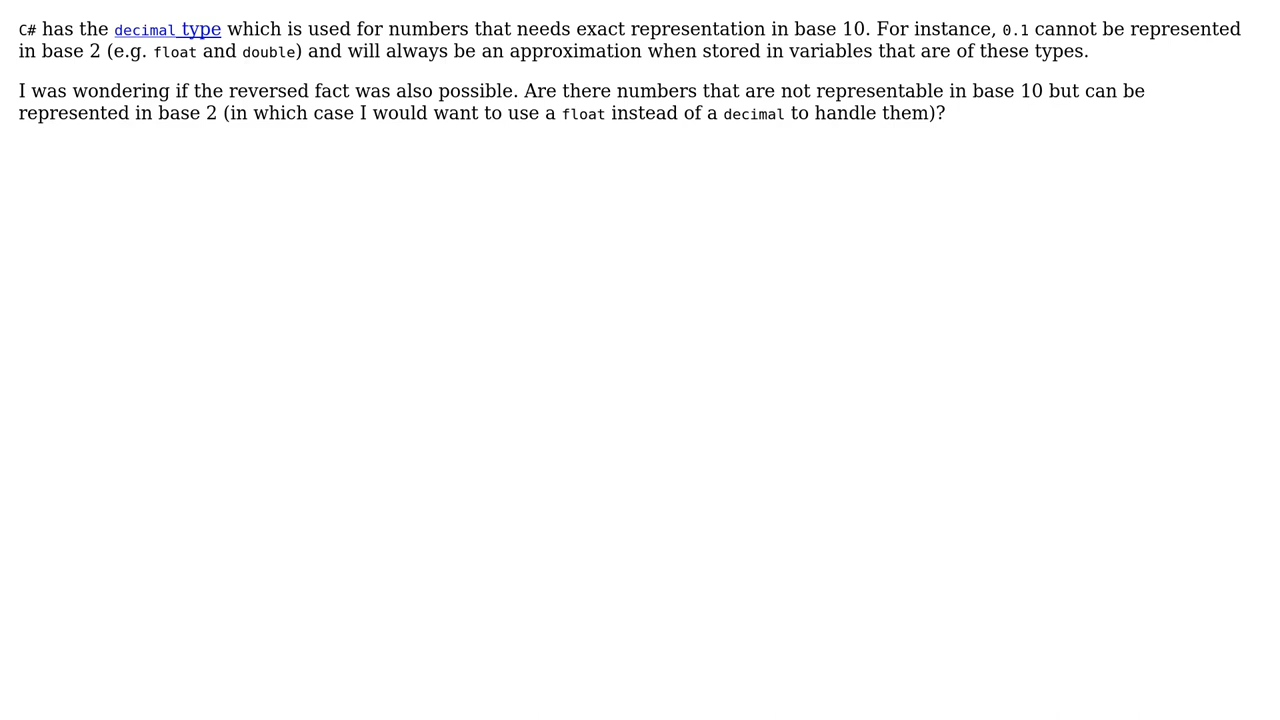 C# has the decimal type which is used for numbers that needs exact representation in base 10. For instance, 0.1 cannot be represented
in base 2 (e.g. float and double) and will always be an approximation when stored in variables that are of these types.
I was wondering if the reversed fact was also possible. Are there numbers that are not representable in base 10 but can be
represented in base 2 (in which case I would want to use a float instead of a decimal to handle them)?